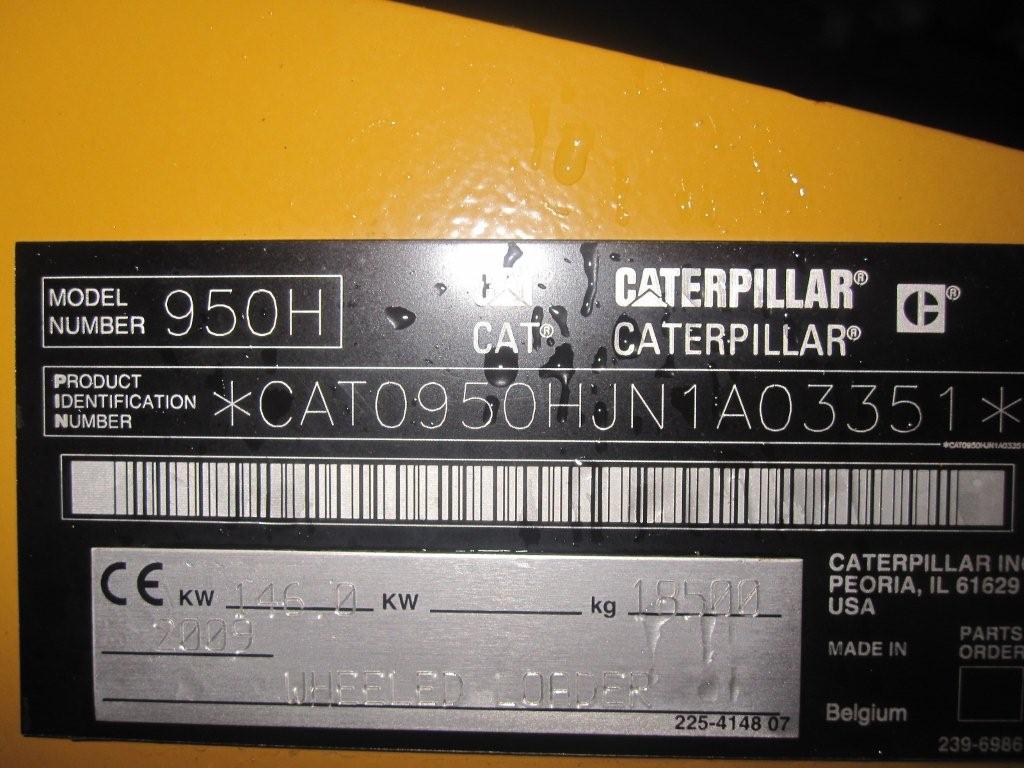 CAT CATERPILLAR®
MODEL NUMBER 950H
CAT® CATERPILLAR®
C ®
PRODUCT IDENTIFICATION NUMBER *CAT0950HJN1A03351*
*CAT0950HJN1A03351
CE KW 146.0 KW kg 18500
2009
WHEELED LOADER
225-4148 07
CATERPILLAR INC
PEORIA, IL 61629
USA
MADE IN
Belgium
PARTS
ORDER
239-6986